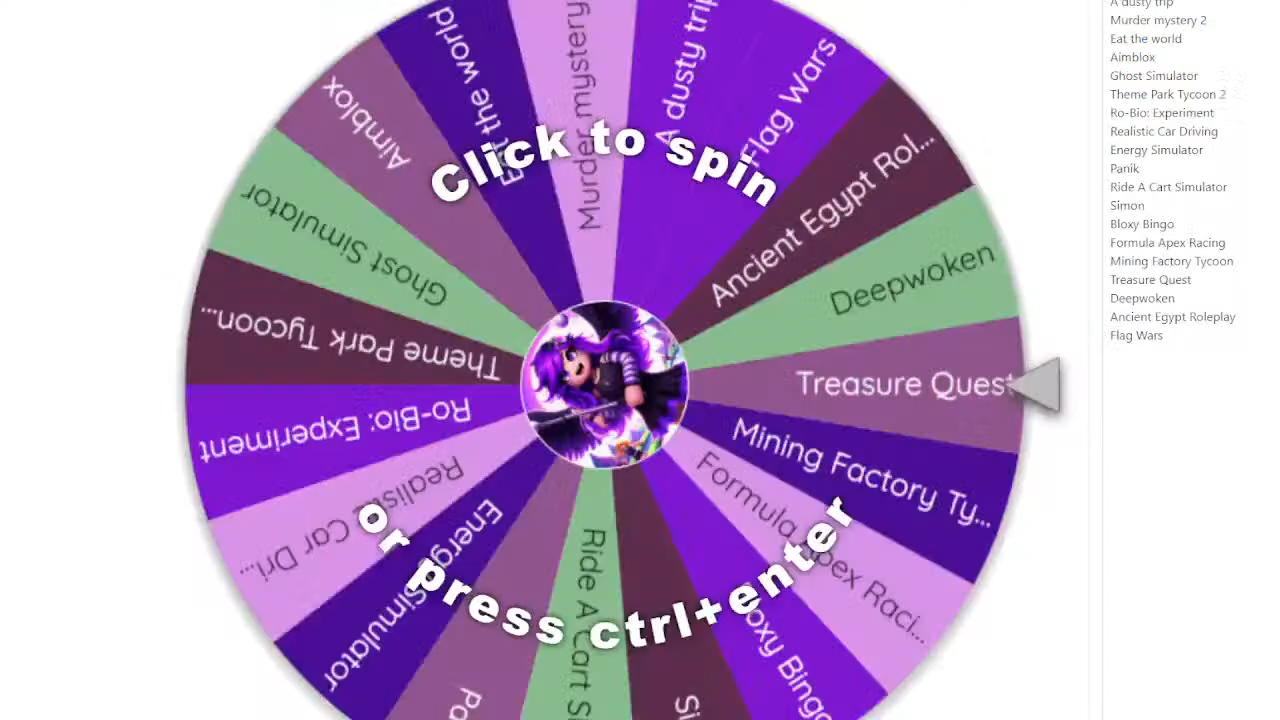 Click to spin
or press ctrl+enter
A dusty trip
Flag Wars
Ancient Egypt Rol...
Deepwoken
Treasure Quest
Mining Factory Ty...
Formula Apex Raci...
Bloxy Bingo
Si
Ride A Cart Si
Pa
Energy Simulator
Realistic Car Dri...
Ro-Bio: Experiment
Theme Park Tycoon...
Ghost Simulator
Aimblox
Eat the world
Murder mystery
A dusty trip
Murder mystery 2
Eat the world
Aimblox
Ghost Simulator
Theme Park Tycoon 2
Ro-Bio: Experiment
Realistic Car Driving
Energy Simulator
Panik
Ride A Cart Simulator
Simon
Bloxy Bingo
Formula Apex Racing
Mining Factory Tycoon
Treasure Quest
Deepwoken
Ancient Egypt Roleplay
Flag Wars